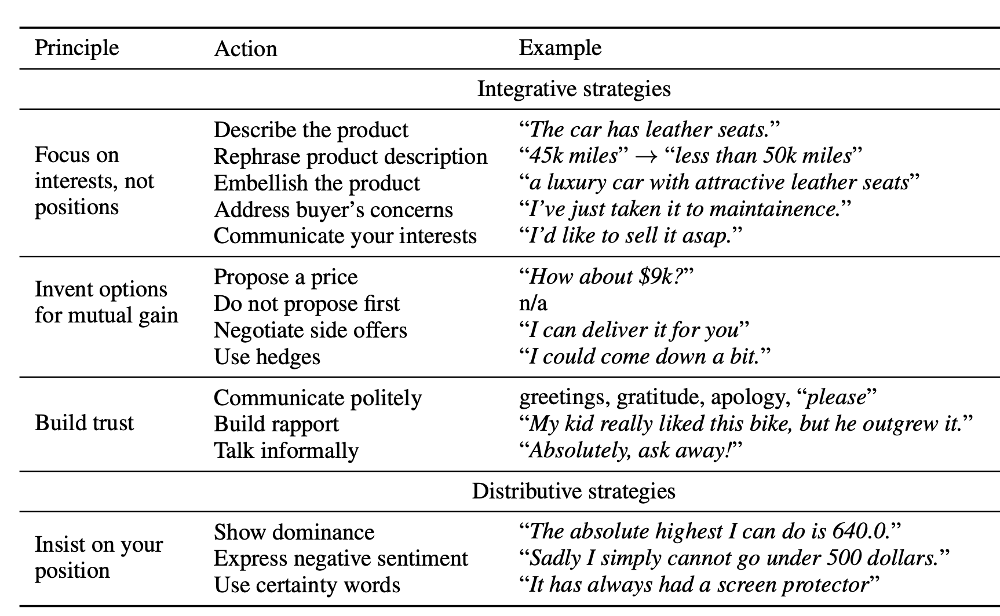 Principle Action Example
Integrative strategies
Focus on interests, not positions
Describe the product “The car has leather seats.”
Rephrase product description “45k miles” → “less than 50k miles”
Embellish the product “a luxury car with attractive leather seats”
Address buyer’s concerns “I’ve just taken it to maintainence.”
Communicate your interests “I’d like to sell it asap.”
Invent options for mutual gain
Propose a price “How about $9k?”
Do not propose first n/a
Negotiate side offers “I can deliver it for you”
Use hedges “I could come down a bit.”
Build trust
Communicate politely greetings, gratitude, apology, “please”
Build rapport “My kid really liked this bike, but he outgrew it.”
Talk informally “Absolutely, ask away!”
Distributive strategies
Insist on your position
Show dominance “The absolute highest I can do is 640.0.”
Express negative sentiment “Sadly I simply cannot go under 500 dollars.”
Use certainty words “It has always had a screen protector”